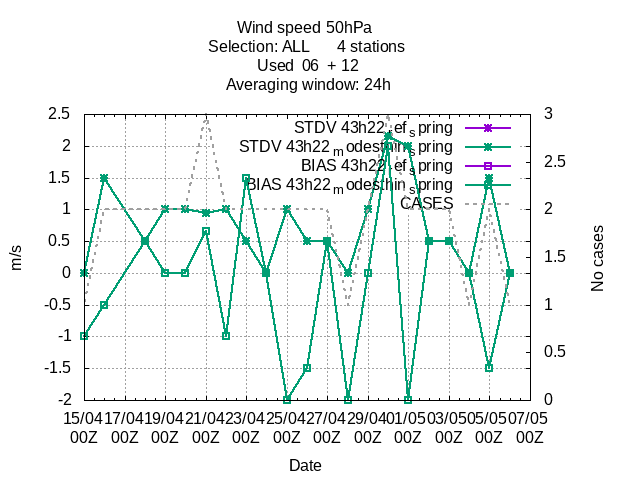 Wind speed 50hPa
Selection: ALL 4 stations
Used 06 + 12
Averaging window: 24h
2.5
2
1.5
1
0.5
0
-0.5
-1
-1.5
-2
m/s
3
2.5
2
1.5
1
0.5
0
No cases
STDV 43h22ref_spring
STDV 43h22_modesthin_spring
BIAS 43h22ref_spring
BIAS 43h22_modesthin_spring
CASES
15/04 17/04 19/04 21/04 23/04 25/04 27/04 29/04 01/05 03/05 05/05 07/05
00Z 00Z 00Z 00Z 00Z 00Z 00Z 00Z 00Z 00Z 00Z 00Z
Date